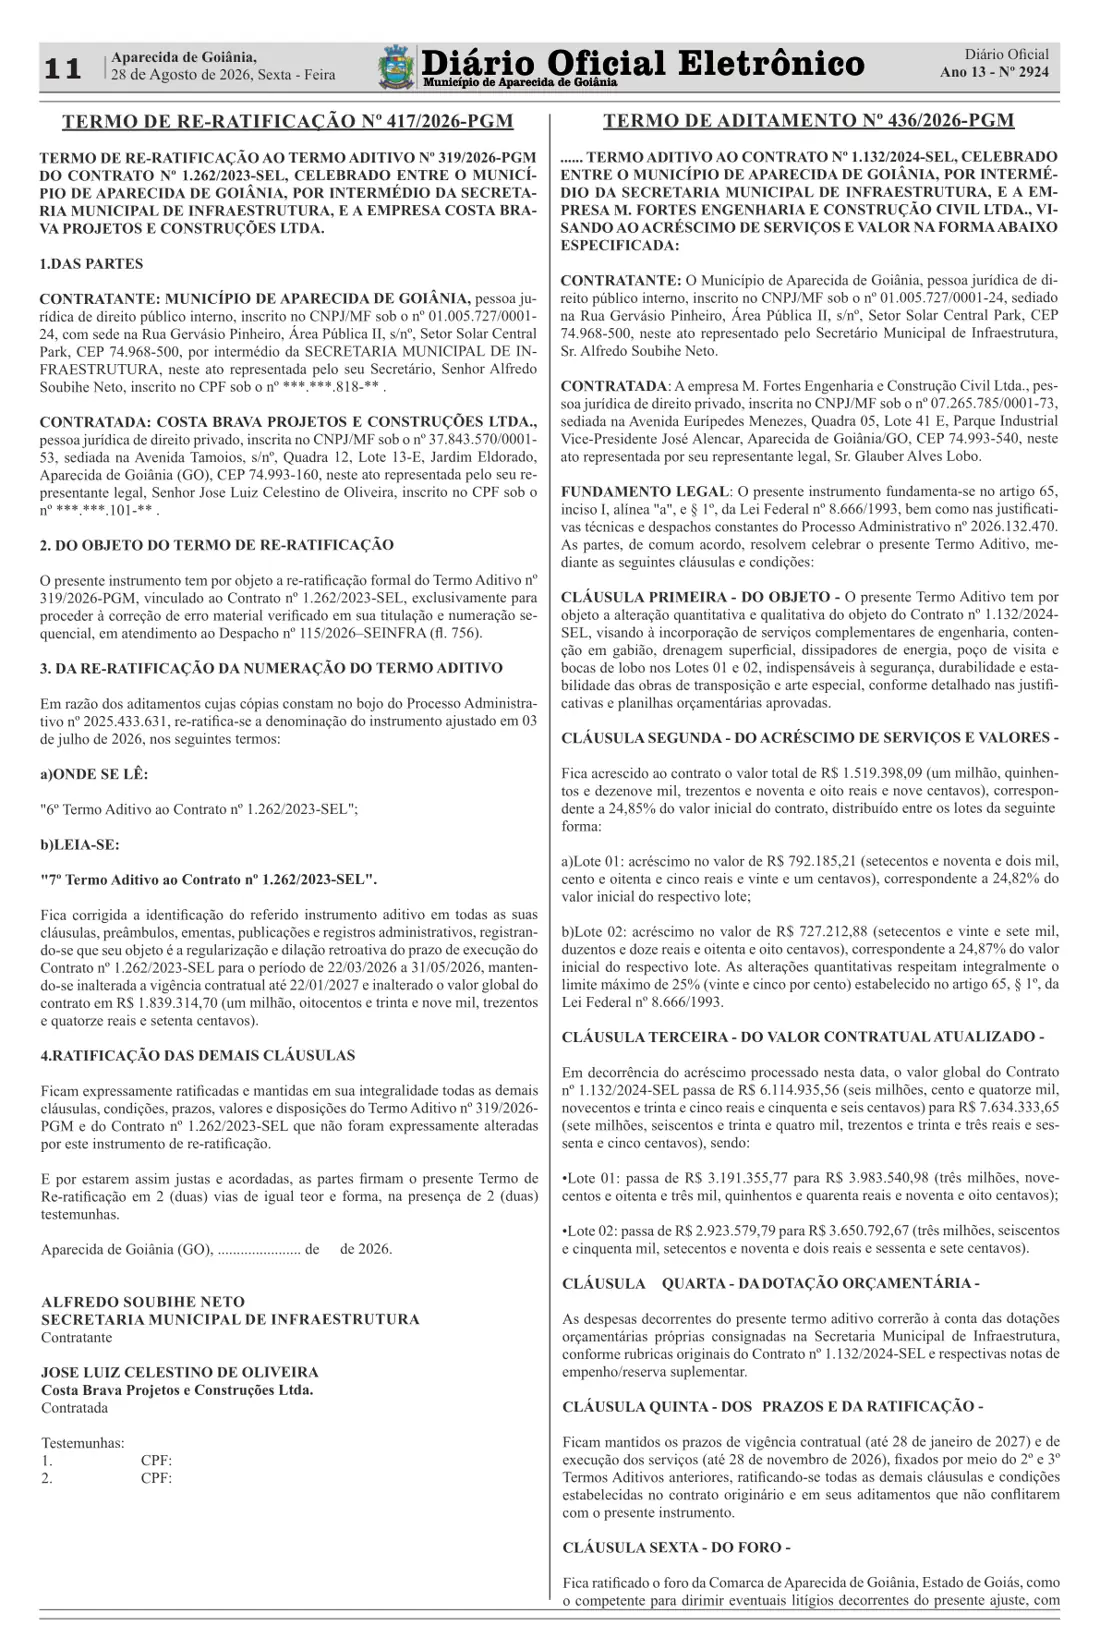 11
Aparecida de Goiânia,
28 de Agosto de 2026, Sexta - Feira
Diário Oficial Eletrônico
Município de Aparecida de Goiânia
Diário Oficial
Ano 13 - Nº 2924
TERMO DE RE-RATIFICAÇÃO Nº 417/2026-PGM
TERMO DE RE-RATIFICAÇÃO AO TERMO ADITIVO Nº 319/2026-PGM
DO CONTRATO Nº 1.262/2023-SEL, CELEBRADO ENTRE O MUNICÍ-
PIO DE APARECIDA DE GOIÂNIA, POR INTERMÉDIO DA SECRETA-
RIA MUNICIPAL DE INFRAESTRUTURA, E A EMPRESA COSTA BRA-
VA PROJETOS E CONSTRUÇÕES LTDA.
1.DAS PARTES
CONTRATANTE: MUNICÍPIO DE APARECIDA DE GOIÂNIA, pessoa ju-
rídica de direito público interno, inscrito no CNPJ/MF sob o nº 01.005.727/0001-
24, com sede na Rua Gervásio Pinheiro, Área Pública II, s/nº, Setor Solar Central
Park, CEP 74.968-500, por intermédio da SECRETARIA MUNICIPAL DE IN-
FRAESTRUTURA, neste ato representada pelo seu Secretário, Senhor Alfredo
Soubihe Neto, inscrito no CPF sob o nº ***.***.818-** .
CONTRATADA: COSTA BRAVA PROJETOS E CONSTRUÇÕES LTDA.,
pessoa jurídica de direito privado, inscrita no CNPJ/MF sob o nº 37.843.570/0001-
53, sediada na Avenida Tamoios, s/nº, Quadra 12, Lote 13-E, Jardim Eldorado,
Aparecida de Goiânia (GO), CEP 74.993-160, neste ato representada pelo seu re-
presentante legal, Senhor Jose Luiz Celestino de Oliveira, inscrito no CPF sob o
nº ***.***.101-** .
2. DO OBJETO DO TERMO DE RE-RATIFICAÇÃO
O presente instrumento tem por objeto a re-ratificação formal do Termo Aditivo nº
319/2026-PGM, vinculado ao Contrato nº 1.262/2023-SEL, exclusivamente para
proceder à correção de erro material verificado em sua titulação e numeração se-
quencial, em atendimento ao Despacho nº 115/2026–SEINFRA (fl. 756).
3. DA RE-RATIFICAÇÃO DA NUMERAÇÃO DO TERMO ADITIVO
Em razão dos aditamentos cujas cópias constam no bojo do Processo Administra-
tivo nº 2025.433.631, re-ratifica-se a denominação do instrumento ajustado em 03
de julho de 2026, nos seguintes termos:
a)ONDE SE LÊ:
"6º Termo Aditivo ao Contrato nº 1.262/2023-SEL";
b)LEIA-SE:
"7º Termo Aditivo ao Contrato nº 1.262/2023-SEL".
Fica corrigida a identificação do referido instrumento aditivo em todas as suas
cláusulas, preâmbulos, ementas, publicações e registros administrativos, registran-
do-se que seu objeto é a regularização e dilação retroativa do prazo de execução do
Contrato nº 1.262/2023-SEL para o período de 22/03/2026 a 31/05/2026, manten-
do-se inalterada a vigência contratual até 22/01/2027 e inalterado o valor global do
contrato em R$ 1.839.314,70 (um milhão, oitocentos e trinta e nove mil, trezentos
e quatorze reais e setenta centavos).
4.RATIFICAÇÃO DAS DEMAIS CLÁUSULAS
Ficam expressamente ratificadas e mantidas em sua integralidade todas as demais
cláusulas, condições, prazos, valores e disposições do Termo Aditivo nº 319/2026-
PGM e do Contrato nº 1.262/2023-SEL que não foram expressamente alteradas
por este instrumento de re-ratificação.
E por estarem assim justas e acordadas, as partes firmam o presente Termo de
Re-ratificação em 2 (duas) vias de igual teor e forma, na presença de 2 (duas)
testemunhas.
Aparecida de Goiânia (GO), ...................... de de 2026.
ALFREDO SOUBIHE NETO
SECRETARIA MUNICIPAL DE INFRAESTRUTURA
Contratante
JOSE LUIZ CELESTINO DE OLIVEIRA
Costa Brava Projetos e Construções Ltda.
Contratada
Testemunhas:
1. CPF:
2. CPF:
TERMO DE ADITAMENTO Nº 436/2026-PGM
...... TERMO ADITIVO AO CONTRATO Nº 1.132/2024-SEL, CELEBRADO
ENTRE O MUNICÍPIO DE APARECIDA DE GOIÂNIA, POR INTERMÉ-
DIO DA SECRETARIA MUNICIPAL DE INFRAESTRUTURA, E A EM-
PRESA M. FORTES ENGENHARIA E CONSTRUÇÃO CIVIL LTDA., VI-
SANDO AO ACRÉSCIMO DE SERVIÇOS E VALOR NA FORMA ABAIXO
ESPECIFICADA:
CONTRATANTE: O Município de Aparecida de Goiânia, pessoa jurídica de di-
reito público interno, inscrito no CNPJ/MF sob o nº 01.005.727/0001-24, sediado
na Rua Gervásio Pinheiro, Área Pública II, s/nº, Setor Solar Central Park, CEP
74.968-500, neste ato representado pelo Secretário Municipal de Infraestrutura,
Sr. Alfredo Soubihe Neto.
CONTRATADA: A empresa M. Fortes Engenharia e Construção Civil Ltda., pes-
soa jurídica de direito privado, inscrita no CNPJ/MF sob o nº 07.265.785/0001-73,
sediada na Avenida Eurípedes Menezes, Quadra 05, Lote 41 E, Parque Industrial
Vice-Presidente José Alencar, Aparecida de Goiânia/GO, CEP 74.993-540, neste
ato representada por seu representante legal, Sr. Glauber Alves Lobo.
FUNDAMENTO LEGAL: O presente instrumento fundamenta-se no artigo 65,
inciso I, alínea "a", e § 1º, da Lei Federal nº 8.666/1993, bem como nas justificati-
vas técnicas e despachos constantes do Processo Administrativo nº 2026.132.470.
As partes, de comum acordo, resolvem celebrar o presente Termo Aditivo, me-
diante as seguintes cláusulas e condições:
CLÁUSULA PRIMEIRA - DO OBJETO - O presente Termo Aditivo tem por
objeto a alteração quantitativa e qualitativa do objeto do Contrato nº 1.132/2024-
SEL, visando à incorporação de serviços complementares de engenharia, conten-
ção em gabião, drenagem superficial, dissipadores de energia, poço de visita e
bocas de lobo nos Lotes 01 e 02, indispensáveis à segurança, durabilidade e esta-
bilidade das obras de transposição e arte especial, conforme detalhado nas justifi-
cativas e planilhas orçamentárias aprovadas.
CLÁUSULA SEGUNDA - DO ACRÉSCIMO DE SERVIÇOS E VALORES -
Fica acrescido ao contrato o valor total de R$ 1.519.398,09 (um milhão, quinhen-
tos e dezenove mil, trezentos e noventa e oito reais e nove centavos), correspon-
dente a 24,85% do valor inicial do contrato, distribuído entre os lotes da seguinte
forma:
a)Lote 01: acréscimo no valor de R$ 792.185,21 (setecentos e noventa e dois mil,
cento e oitenta e cinco reais e vinte e um centavos), correspondente a 24,82% do
valor inicial do respectivo lote;
b)Lote 02: acréscimo no valor de R$ 727.212,88 (setecentos e vinte e sete mil,
duzentos e doze reais e oitenta e oito centavos), correspondente a 24,87% do valor
inicial do respectivo lote. As alterações quantitativas respeitam integralmente o
limite máximo de 25% (vinte e cinco por cento) estabelecido no artigo 65, § 1º, da
Lei Federal nº 8.666/1993.
CLÁUSULA TERCEIRA - DO VALOR CONTRATUAL ATUALIZADO -
Em decorrência do acréscimo processado nesta data, o valor global do Contrato
nº 1.132/2024-SEL passa de R$ 6.114.935,56 (seis milhões, cento e quatorze mil,
novecentos e trinta e cinco reais e cinquenta e seis centavos) para R$ 7.634.333,65
(sete milhões, seiscentos e trinta e quatro mil, trezentos e trinta e três reais e ses-
senta e cinco centavos), sendo:
•Lote 01: passa de R$ 3.191.355,77 para R$ 3.983.540,98 (três milhões, nove-
centos e oitenta e três mil, quinhentos e quarenta reais e noventa e oito centavos);
•Lote 02: passa de R$ 2.923.579,79 para R$ 3.650.792,67 (três milhões, seiscentos
e cinquenta mil, setecentos e noventa e dois reais e sessenta e sete centavos).
CLÁUSULA QUARTA - DA DOTAÇÃO ORÇAMENTÁRIA -
As despesas decorrentes do presente termo aditivo correrão à conta das dotações
orçamentárias próprias consignadas na Secretaria Municipal de Infraestrutura,
conforme rubricas originais do Contrato nº 1.132/2024-SEL e respectivas notas de
empenho/reserva suplementar.
CLÁUSULA QUINTA - DOS PRAZOS E DA RATIFICAÇÃO -
Ficam mantidos os prazos de vigência contratual (até 28 de janeiro de 2027) e de
execução dos serviços (até 28 de novembro de 2026), fixados por meio do 2º e 3º
Termos Aditivos anteriores, ratificando-se todas as demais cláusulas e condições
estabelecidas no contrato originário e em seus aditamentos que não conflitarem
com o presente instrumento.
CLÁUSULA SEXTA - DO FORO -
Fica ratificado o foro da Comarca de Aparecida de Goiânia, Estado de Goiás, como
o competente para dirimir eventuais litígios decorrentes do presente ajuste, com